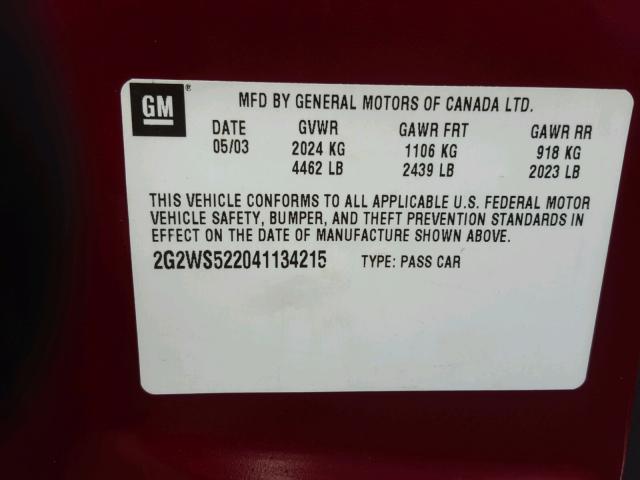 GM®
MFD BY GENERAL MOTORS OF CANADA LTD.
DATE GVWR GAWR FRT GAWR RR
05/03 2024 KG 1106 KG 918 KG
4462 LB 2439 LB 2023 LB
THIS VEHICLE CONFORMS TO ALL APPLICABLE U.S. FEDERAL MOTOR
VEHICLE SAFETY, BUMPER, AND THEFT PREVENTION STANDARDS IN
EFFECT ON THE DATE OF MANUFACTURE SHOWN ABOVE.
2G2WS522041134215 TYPE: PASS CAR